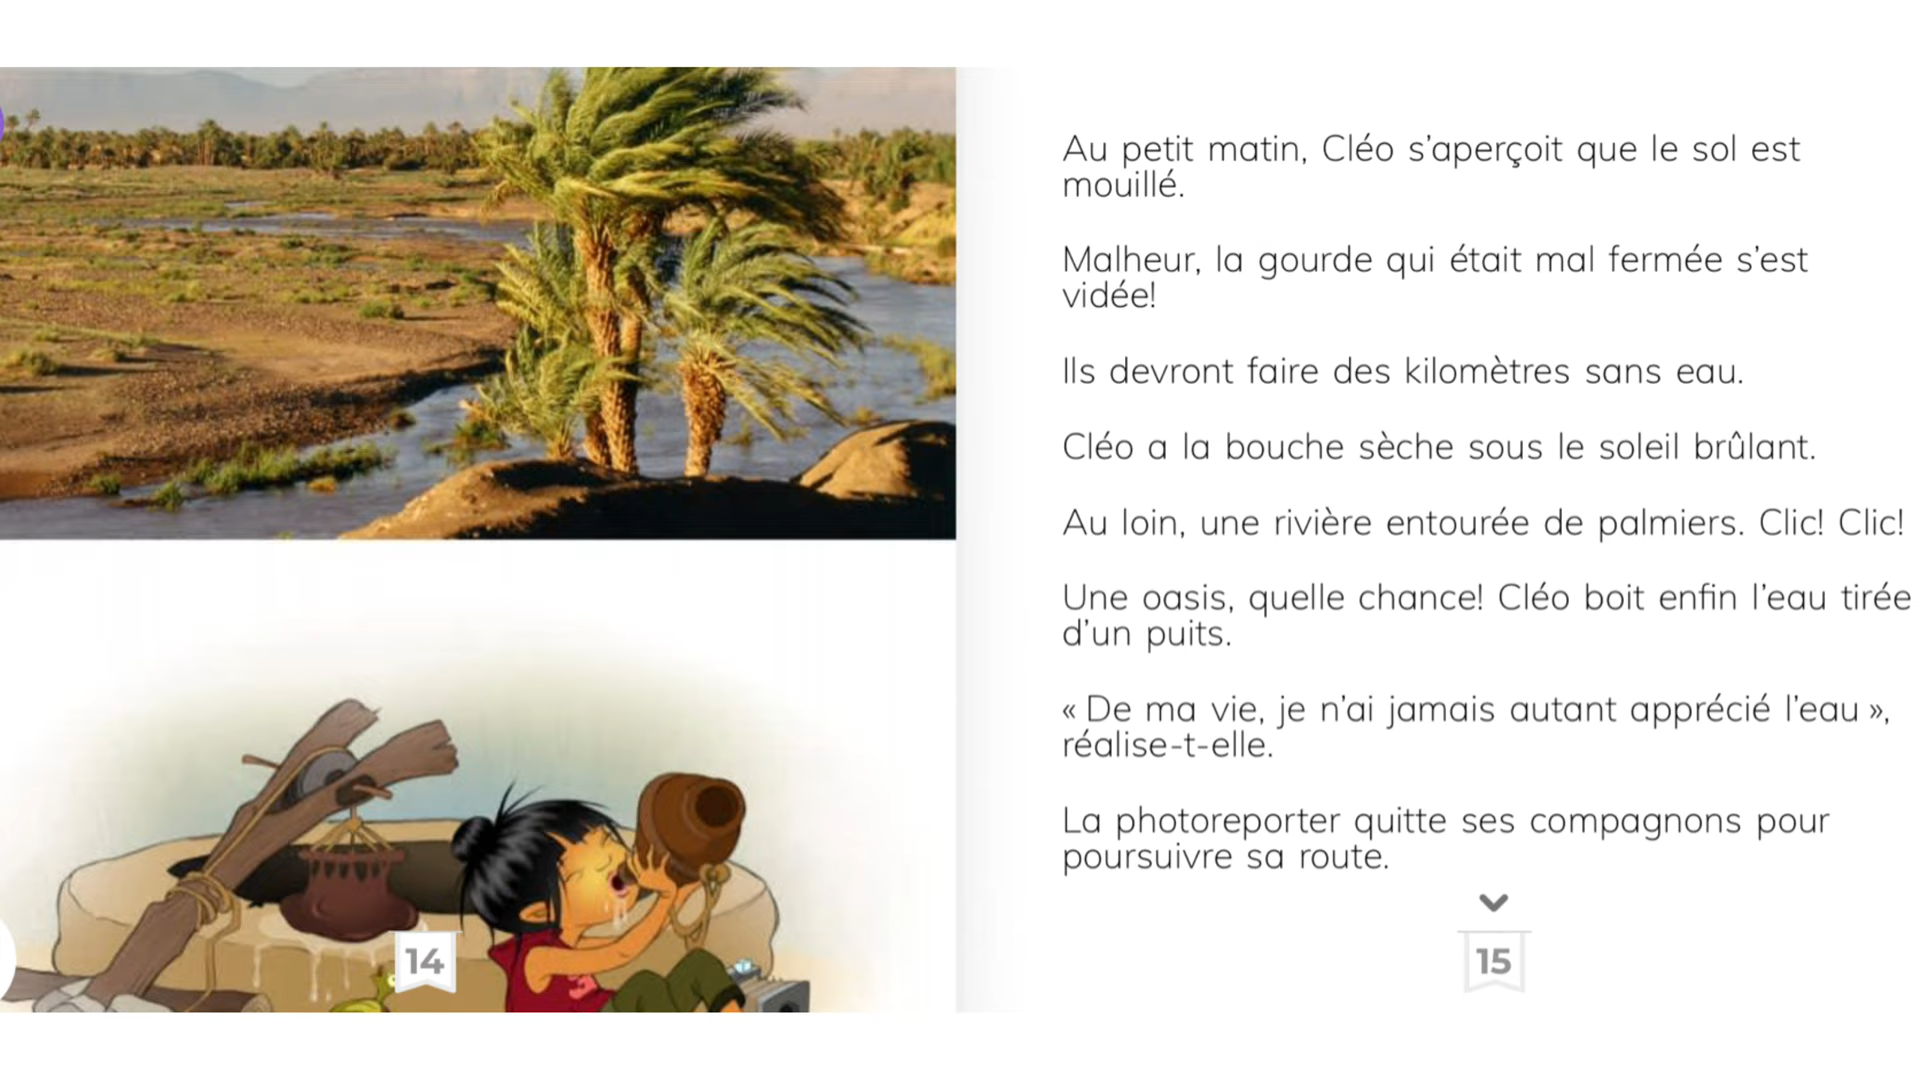 Au petit matin, Cléo s'aperçoit que le sol est
mouillé.
Malheur, la gourde qui était mal fermée s'est
vidée!
Ils devront faire des kilomètres sans eau.
Cléo a la bouche sèche sous le soleil brûlant.
Au loin, une rivière entourée de palmiers. Clic! Clic!
Une oasis, quelle chance! Cléo boit enfin l'eau tirée
d'un puits.
« De ma vie, je n'ai jamais autant apprécié l'eau »,
réalise-t-elle.
La photoreporter quitte ses compagnons pour
poursuivre sa route.
14
15